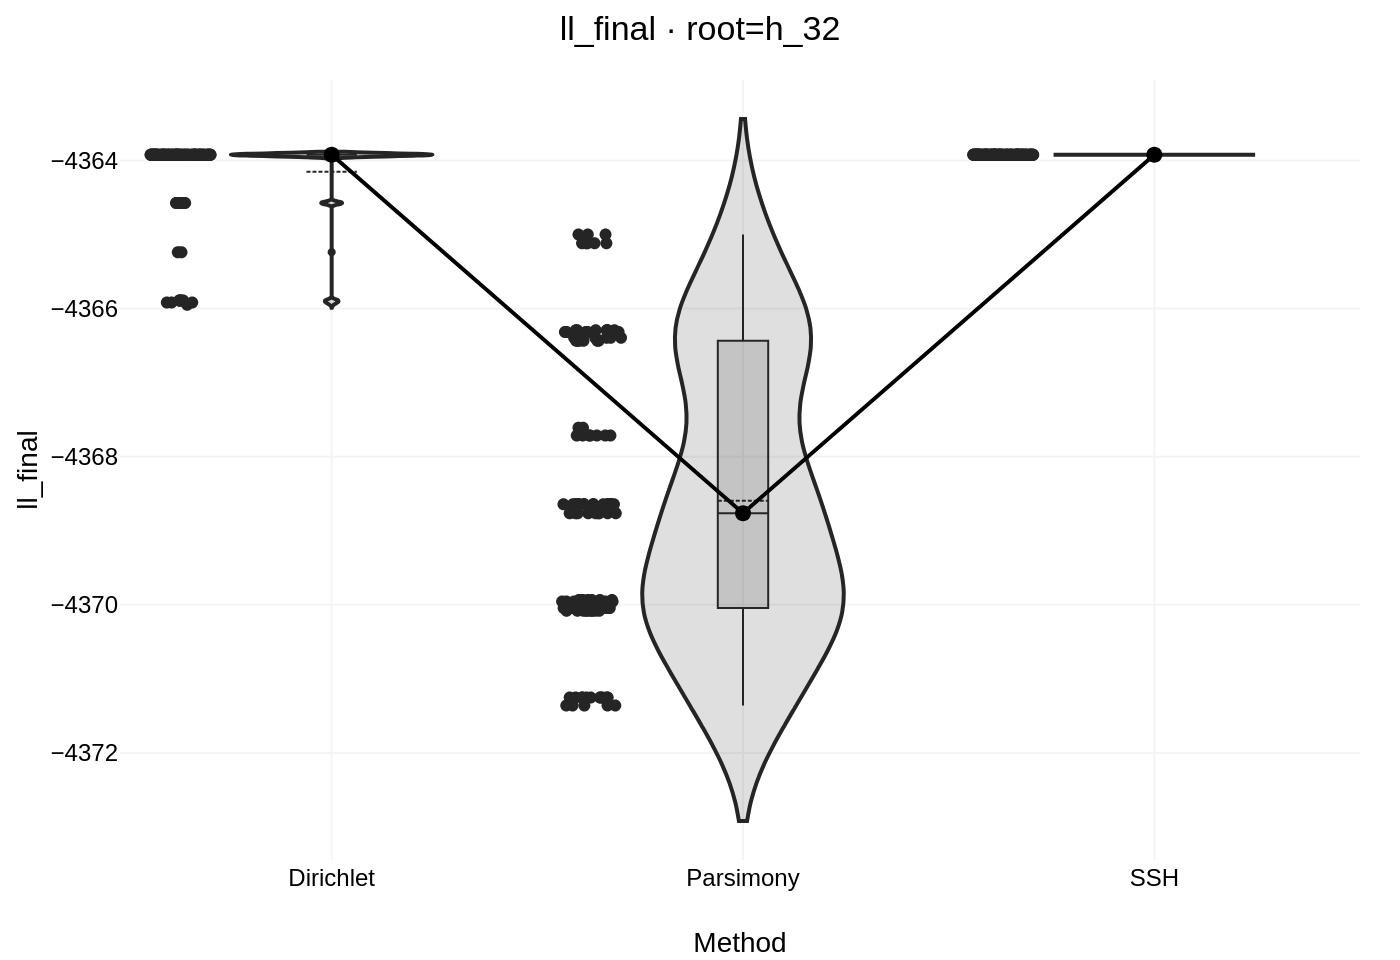 ll_final · root=h_32
−4364
−4366
−4368
−4370
−4372
ll_final
Dirichlet
Parsimony
SSH
Method